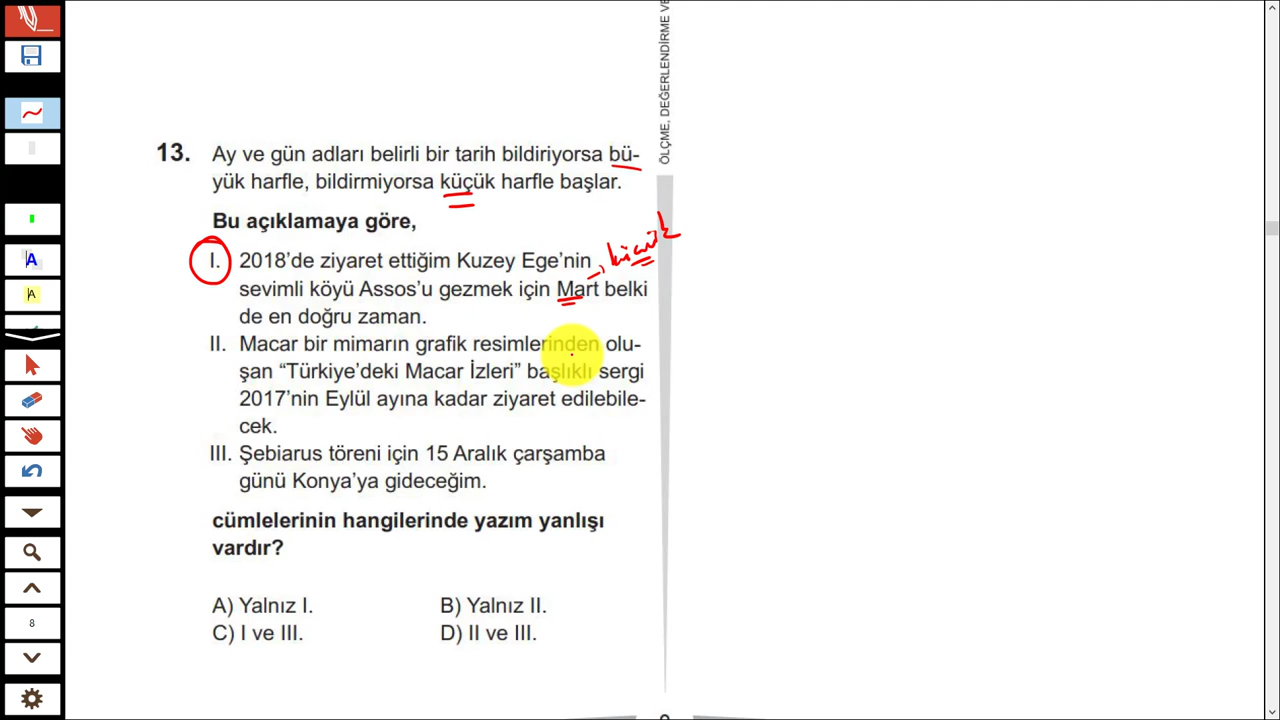 ÖLÇME, DEĞERLENDİRME VE
13. Ay ve gün adları belirli bir tarih bildiriyorsa bü-
yük harfle, bildirmiyorsa küçük harfle başlar.
Bu açıklamaya göre,
küçük
I. 2018’de ziyaret ettiğim Kuzey Ege’nin
sevimli köyü Assos’u gezmek için Mart belki
de en doğru zaman.
II. Macar bir mimarın grafik resimlerinden olu-
şan “Türkiye’deki Macar İzleri” başlıklı sergi
2017’nin Eylül ayına kadar ziyaret edilebile-
cek.
III. Şebiarus töreni için 15 Aralık çarşamba
günü Konya’ya gideceğim.
cümlelerinin hangilerinde yazım yanlışı
vardır?
A) Yalnız I. B) Yalnız II.
C) I ve III. D) II ve III.
A
A
8